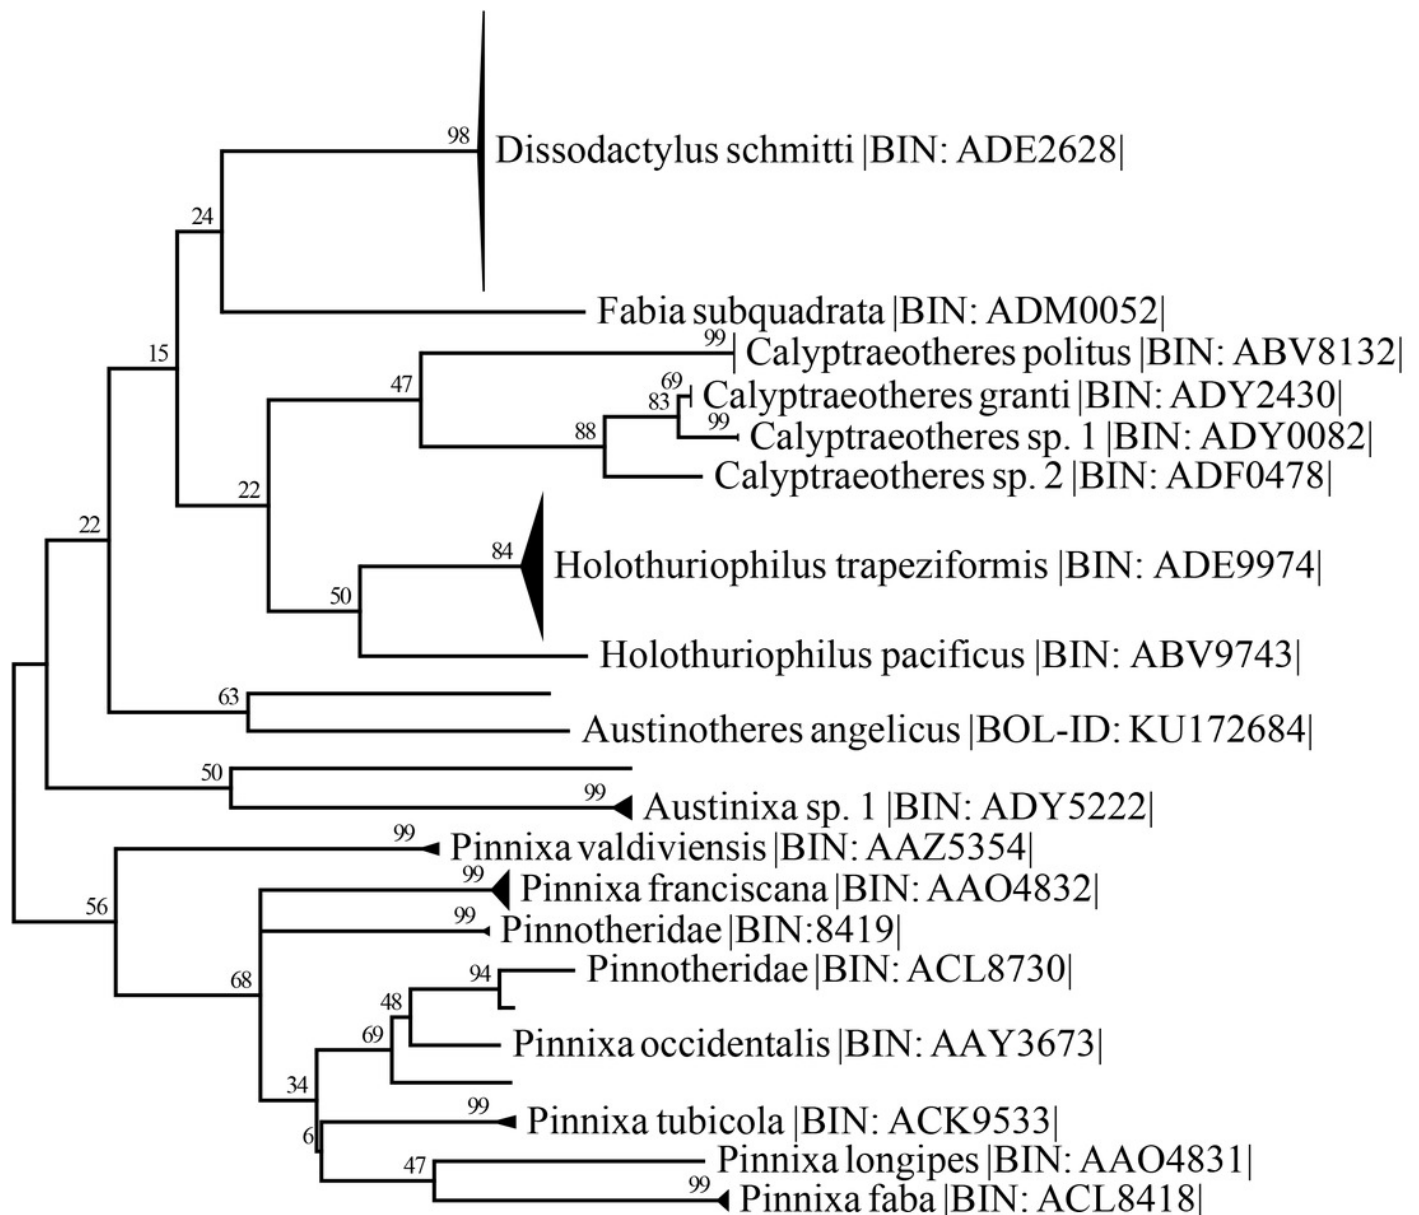 98
Dissodactylus schmitti |BIN: ADE2628|
24
Fabia subquadrata |BIN: ADM0052|
99
Calyptraeotheres politus |BIN: ABV8132|
15
47
69
Calyptraeotheres granti |BIN: ADY2430|
83
99
Calyptraeotheres sp. 1 |BIN: ADY0082|
88
Calyptraeotheres sp. 2 |BIN: ADF0478|
22
22
84
Holothuriophilus trapeziformis |BIN: ADE9974|
50
Holothuriophilus pacificus |BIN: ABV9743|
63
Austinotheres angelicus |BOL-ID: KU172684|
50
99
Austinixa sp. 1 |BIN: ADY5222|
99
Pinnixa valdiviensis |BIN: AAZ5354|
99
Pinnixa franciscana |BIN: AAO4832|
56
99
Pinnotheridae |BIN:8419|
94
Pinnotheridae |BIN: ACL8730|
68
48
69
Pinnixa occidentalis |BIN: AAY3673|
34
99
Pinnixa tubicola |BIN: ACK9533|
6
47
Pinnixa longipes |BIN: AAO4831|
99
Pinnixa faba |BIN: ACL8418|